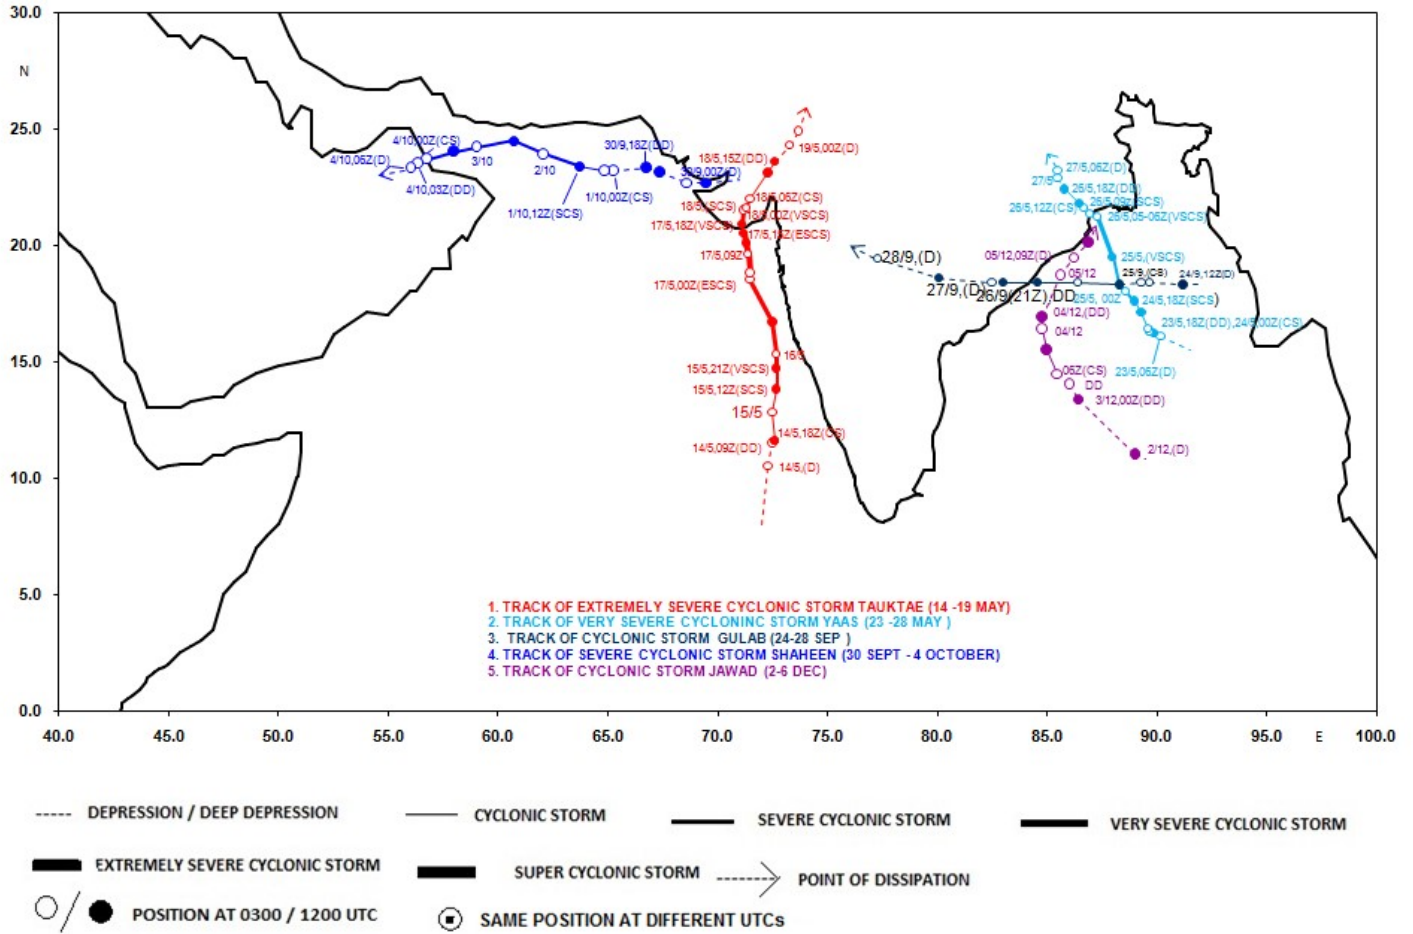 30.0
N
25.0
20.0
15.0
10.0
5.0
0.0
40.0 45.0 50.0 55.0 60.0 65.0 70.0 75.0 80.0 85.0 90.0 95.0 E 100.0
4/10,00Z(CS)
4/10,06Z(D)
4/10,03Z(DD)
3/10
2/10
1/10,12Z(SCS)
1/10,00Z(CS)
30/9,18Z(DD)
30/9,00Z(D)
19/5,00Z(D)
18/5,15Z(DD)
18/5,06Z(CS)
18/5,(SCS)
18/5,00Z(VSCS)
17/5,18Z(VSCS)
17/5,15Z(ESCS)
17/5,09Z
17/5,00Z(ESCS)
16/5
15/5,21Z(VSCS)
15/5,12Z(SCS)
15/5
14/5,18Z(CS)
14/5,09Z(DD)
14/5,(D)
28/9,(D)
27/9,(D)
26/9(21Z),DD
25/9,(CS)
24/9,12Z(D)
)
27/5,06Z(D)
27/5
26/5,18Z(DD)
26/5,09Z(SCS)
26/5,12Z(CS)
26/5,05-06Z(VSCS)
25/5,(VSCS)
25/5, 00Z
24/5,18Z(SCS)
23/5,18Z(DD),24/5,00Z(CS)
23/5,06Z(D)
05/12,09Z(D)
05/12
04/12,(DD)
04/12
06Z(CS)
DD
3/12,00Z(DD)
2/12,(D)
1. TRACK OF EXTREMELY SEVERE CYCLONIC STORM TAUKTAE (14 -19 MAY)
2. TRACK OF VERY SEVERE CYCLONINC STORM YAAS (23 -28 MAY )
3. TRACK OF CYCLONIC STORM GULAB (24-28 SEP )
4. TRACK OF SEVERE CYCLONIC STORM SHAHEEN (30 SEPT - 4 OCTOBER)
5. TRACK OF CYCLONIC STORM JAWAD (2-6 DEC)
DEPRESSION / DEEP DEPRESSION CYCLONIC STORM SEVERE CYCLONIC STORM VERY SEVERE CYCLONIC STORM
EXTREMELY SEVERE CYCLONIC STORM SUPER CYCLONIC STORM POINT OF DISSIPATION
/ POSITION AT 0300 / 1200 UTC SAME POSITION AT DIFFERENT UTCs